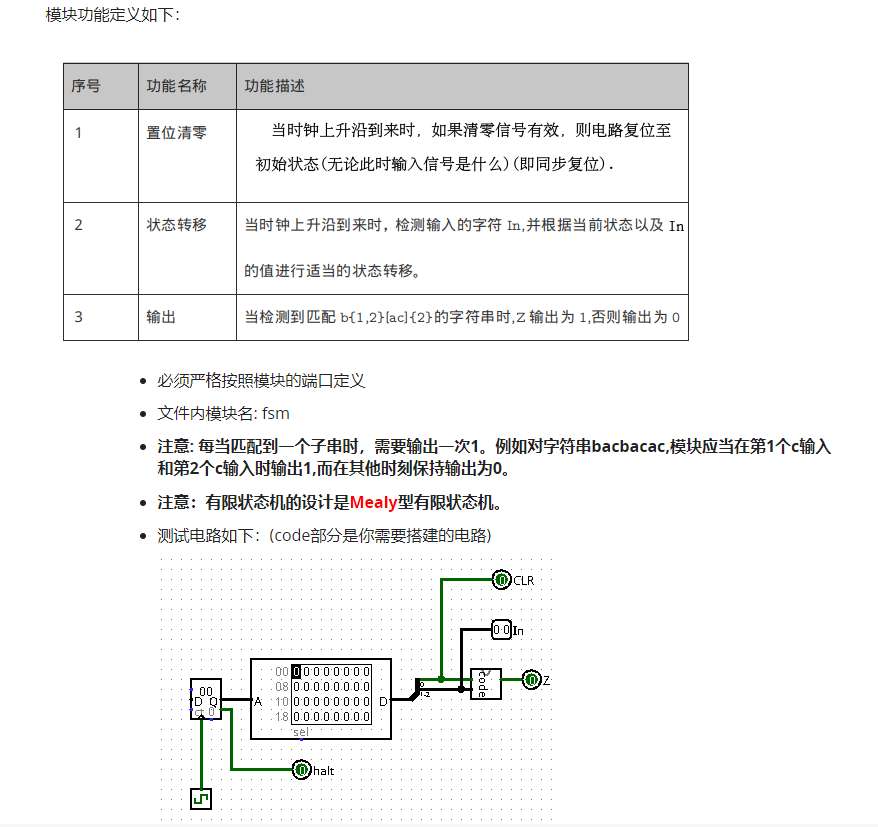 模块功能定义如下：
序号 功能名称 功能描述
1 置位清零 当时钟上升沿到来时，如果清零信号有效，则电路复位至
初始状态(无论此时输入信号是什么)(即同步复位).
2 状态转移 当时钟上升沿到来时，检测输入的字符 In,并根据当前状态以及 In
的值进行适当的状态转移。
3 输出 当检测到匹配 b{1,2}[ac]{2}的字符串时,Z 输出为 1,否则输出为 0
必须严格按照模块的端口定义
文件内模块名: fsm
注意: 每当匹配到一个子串时，需要输出一次1。例如对字符串bacbacac,模块应当在第1个c输入
和第2个c输入时输出1,而在其他时刻保持输出为0。
注意：有限状态机的设计是Mealy型有限状态机。
测试电路如下：(code部分是你需要搭建的电路)
0 CLR
0 0 In
00 0 0 0 0 0 0 0 0
08 0 0 0 0 0 0 0 0
10 0 0 0 0 0 0 0 0
18 0 0 0 0 0 0 0 0
00
D Q
A
D
sel
0
1-2
code
0 Z
0 halt